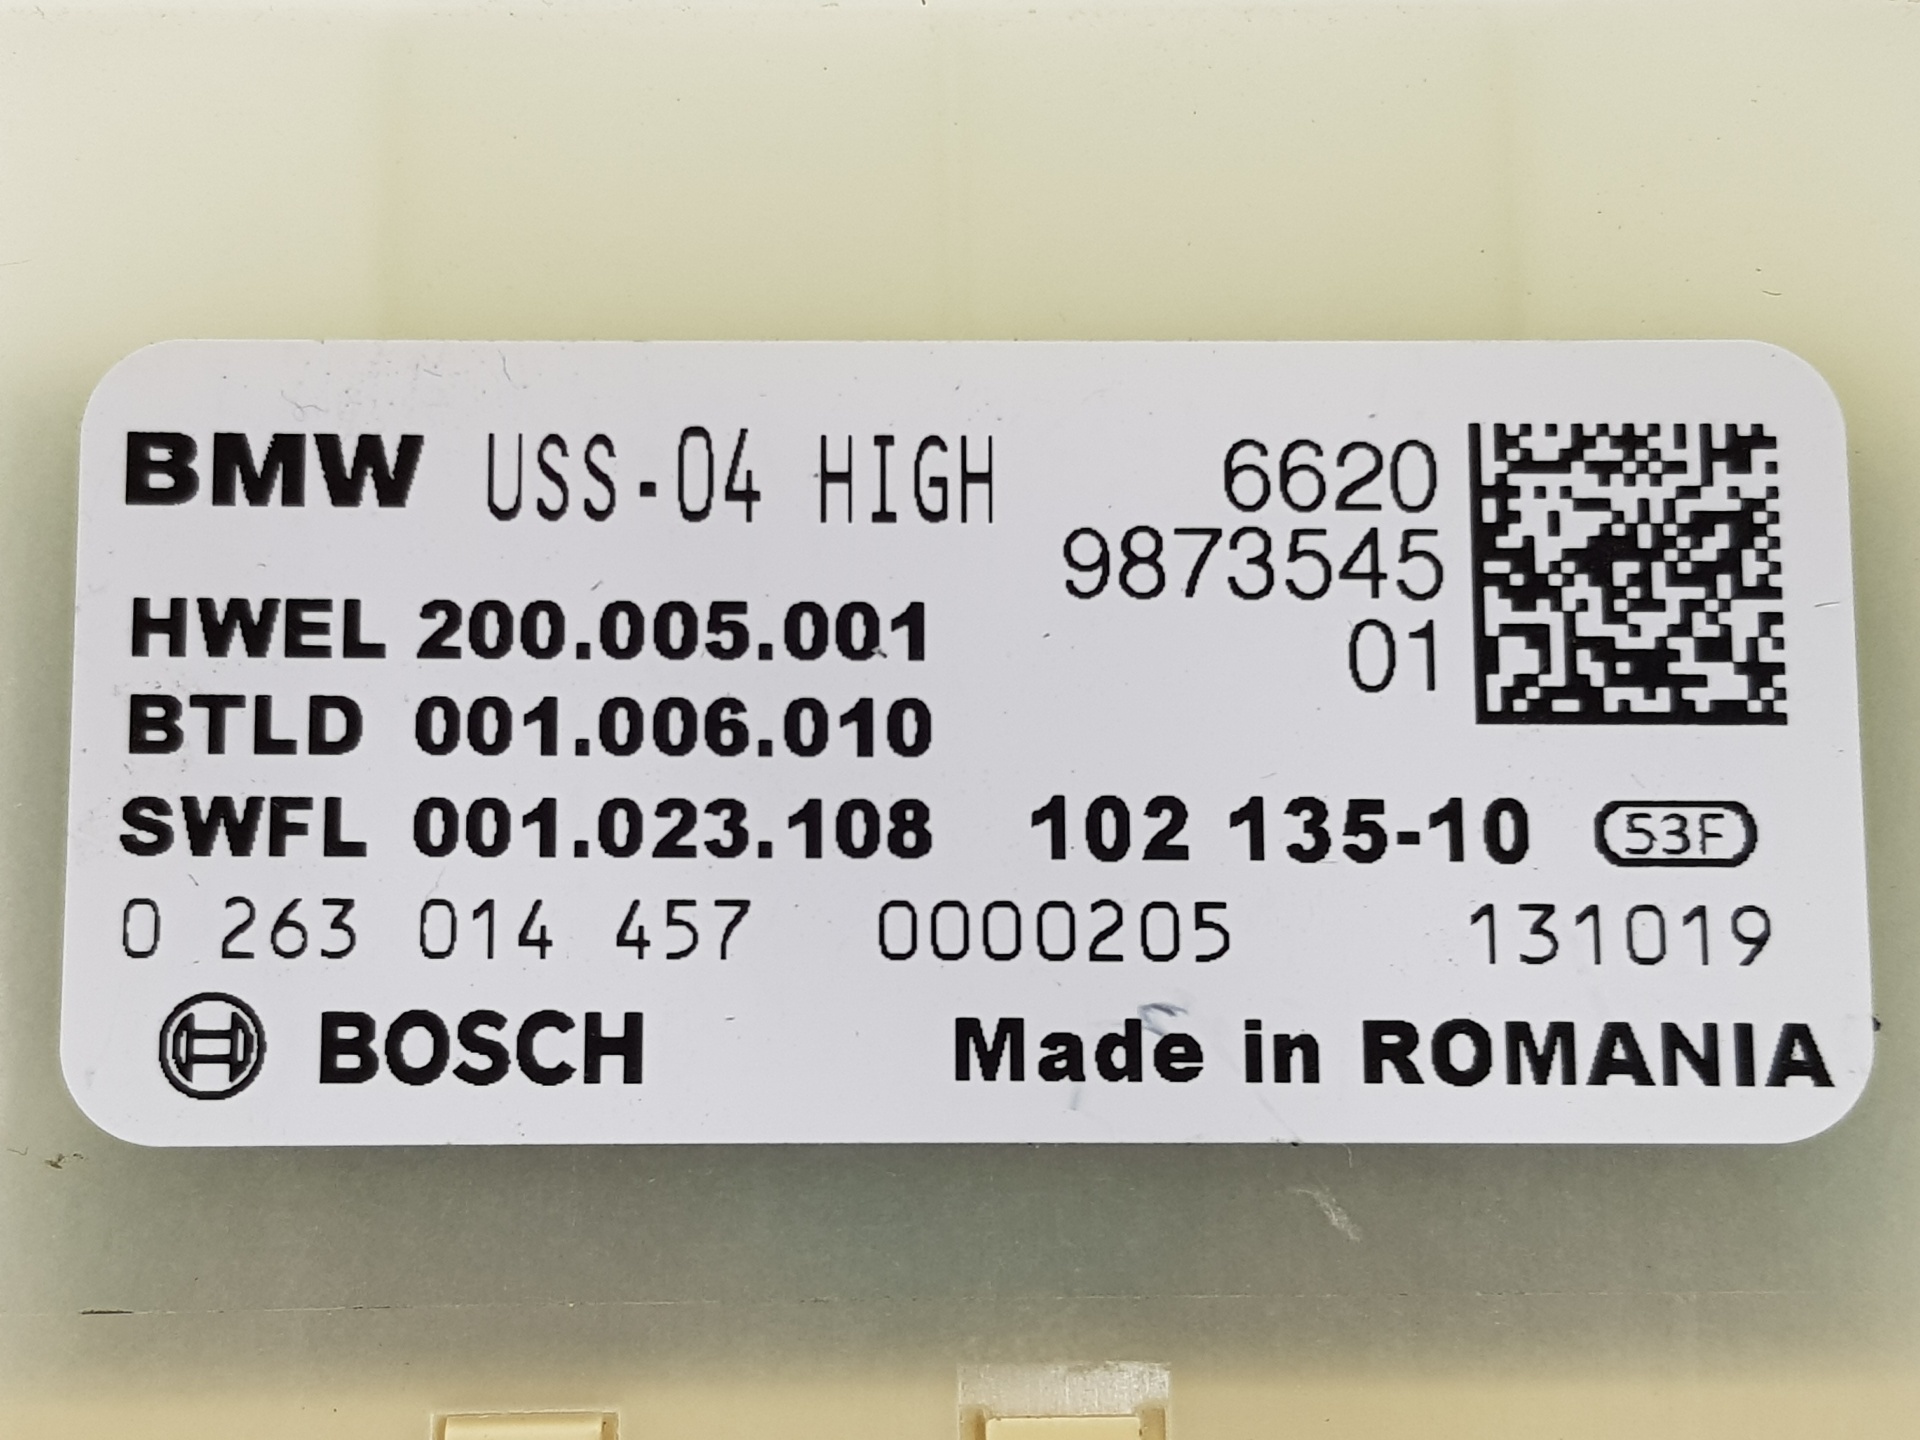 BMW USS-04 HIGH 6620
9873545
HWEL 200.005.001 01
BTLD 001.006.010
SWFL 001.023.108 102 135-10 53F
0 263 014 457 0000205 131019
BOSCH Made in ROMANIA